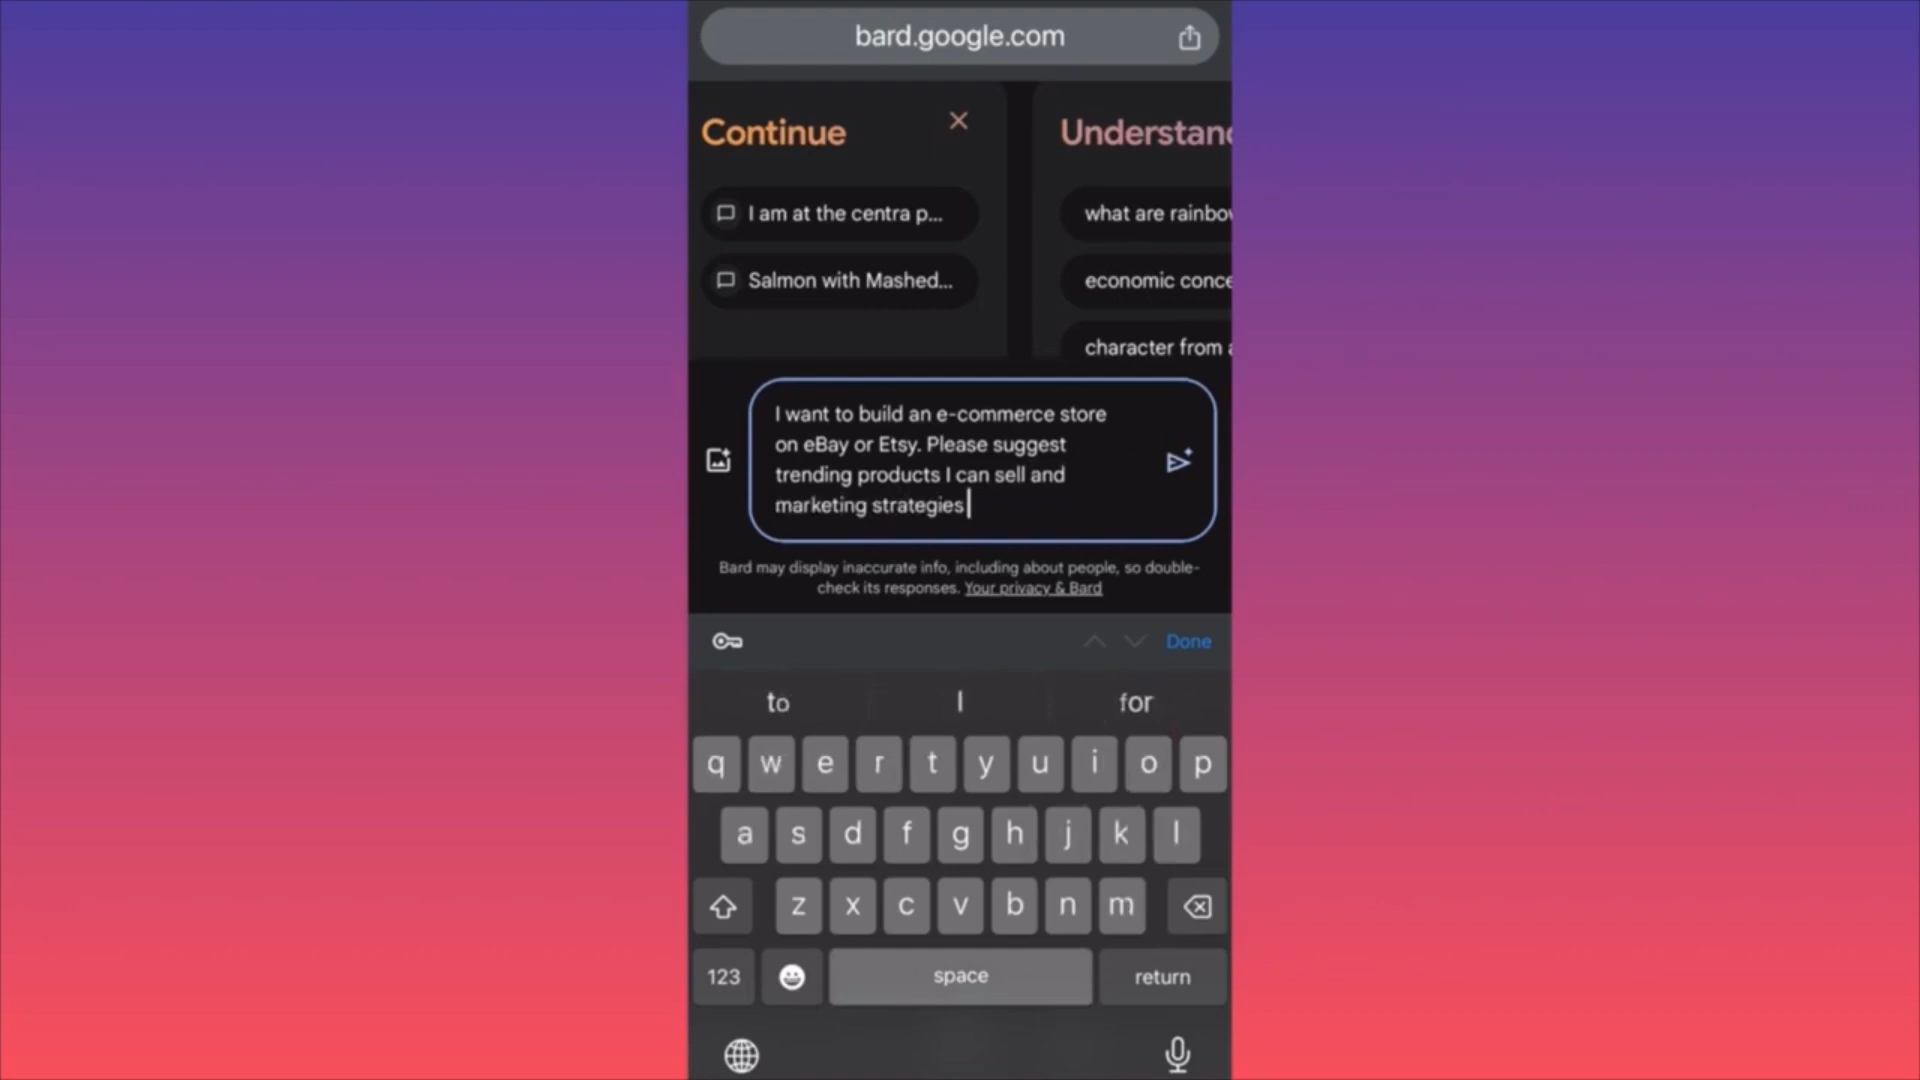 bard.google.com
Continue
Understand
I am at the centra p...
what are rainbow
Salmon with Mashed...
economic conce
character from a
I want to build an e-commerce store
on eBay or Etsy. Please suggest
trending products I can sell and
marketing strategies
Bard may display inaccurate info, including about people, so double-
check its responses. Your privacy & Bard
Done
to I for
q w e r t y u i o p
a s d f g h j k l
z x c v b n m
123 space return